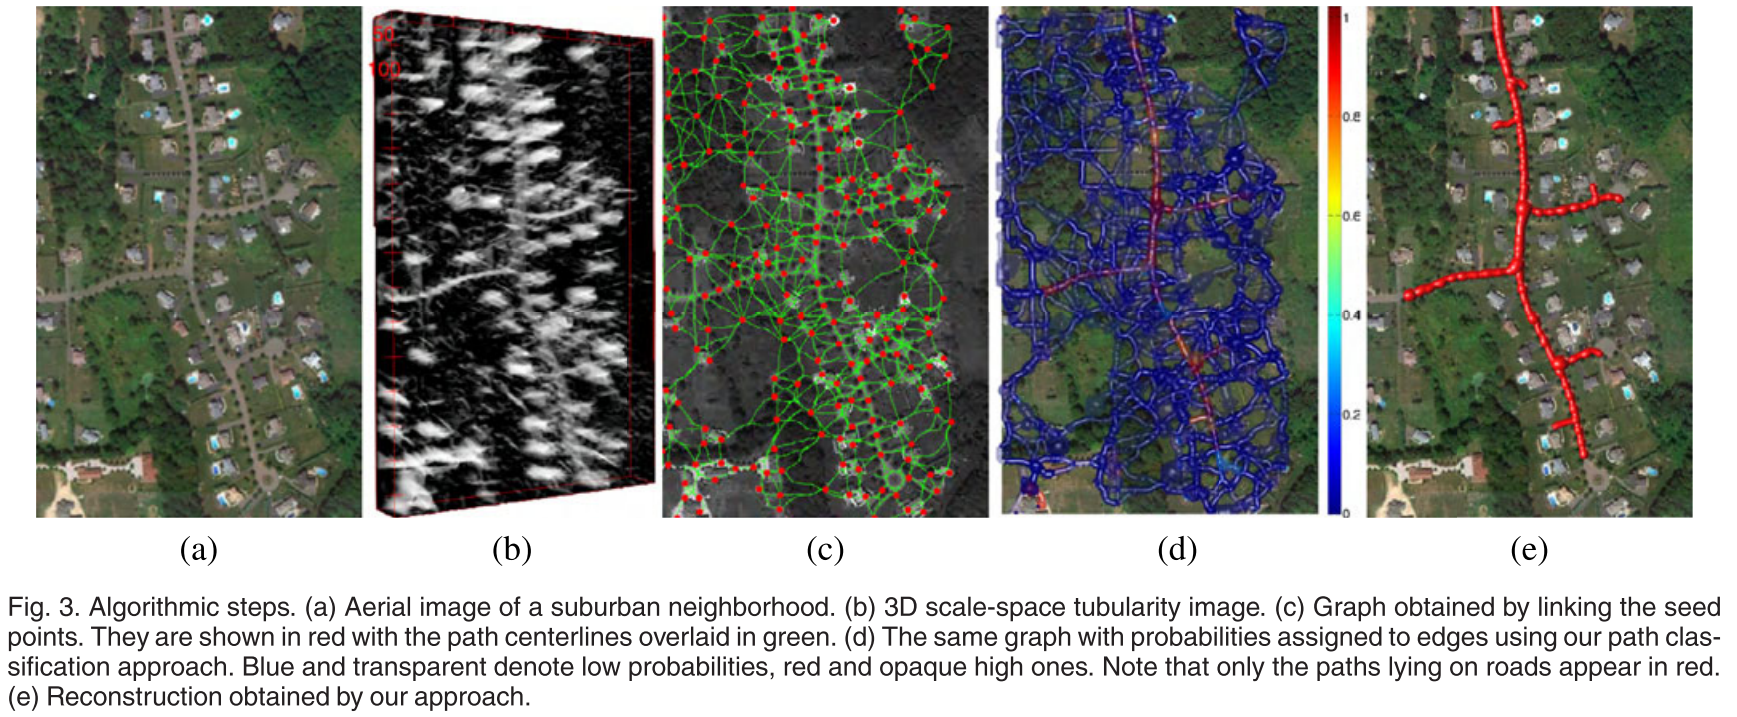 50
100
1
0.8
0.6
0.4
0.2
0
(a)
(b)
(c)
(d)
(e)
Fig. 3. Algorithmic steps. (a) Aerial image of a suburban neighborhood. (b) 3D scale-space tubularity image. (c) Graph obtained by linking the seed
points. They are shown in red with the path centerlines overlaid in green. (d) The same graph with probabilities assigned to edges using our path clas-
sification approach. Blue and transparent denote low probabilities, red and opaque high ones. Note that only the paths lying on roads appear in red.
(e) Reconstruction obtained by our approach.